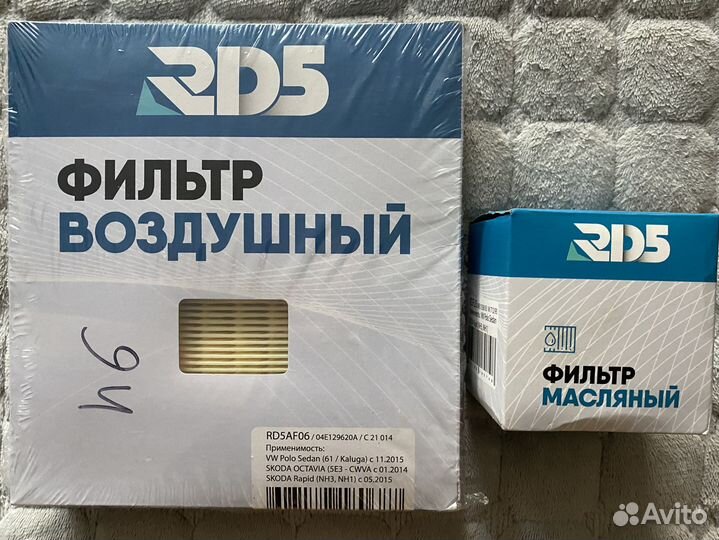 RD5
ФИЛЬТР
ВОЗДУШНЫЙ
94
RD5AF06 / 04E129620A / C 21 014
Применимость:
VW Polo Sedan (61 / Kaluga) с 11.2015
SKODA OCTAVIA (5E3 - CWVA с 01.2014
SKODA Rapid (NH3, NH1) с 05.2015
RD5
ФИЛЬТР
МАСЛЯНЫЙ
Avito